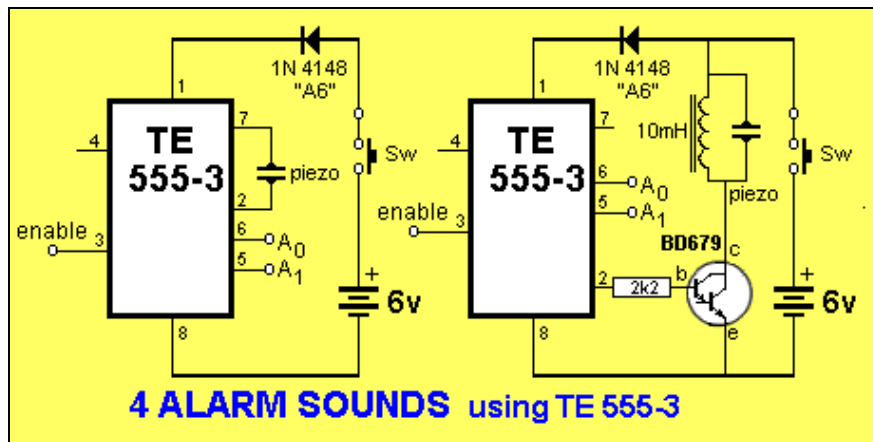 1N 4148
"A6"
1
TE
555-3
7
4
piezo
2
enable
3
6
A0
5
A1
8
Sw
+
6v
1N 4148
"A6"
1
TE
555-3
7
4
10mH
piezo
6
A0
5
A1
enable
3
BD679
c
2
2k2
b
e
8
Sw
+
6v
4 ALARM SOUNDS using TE 555-3